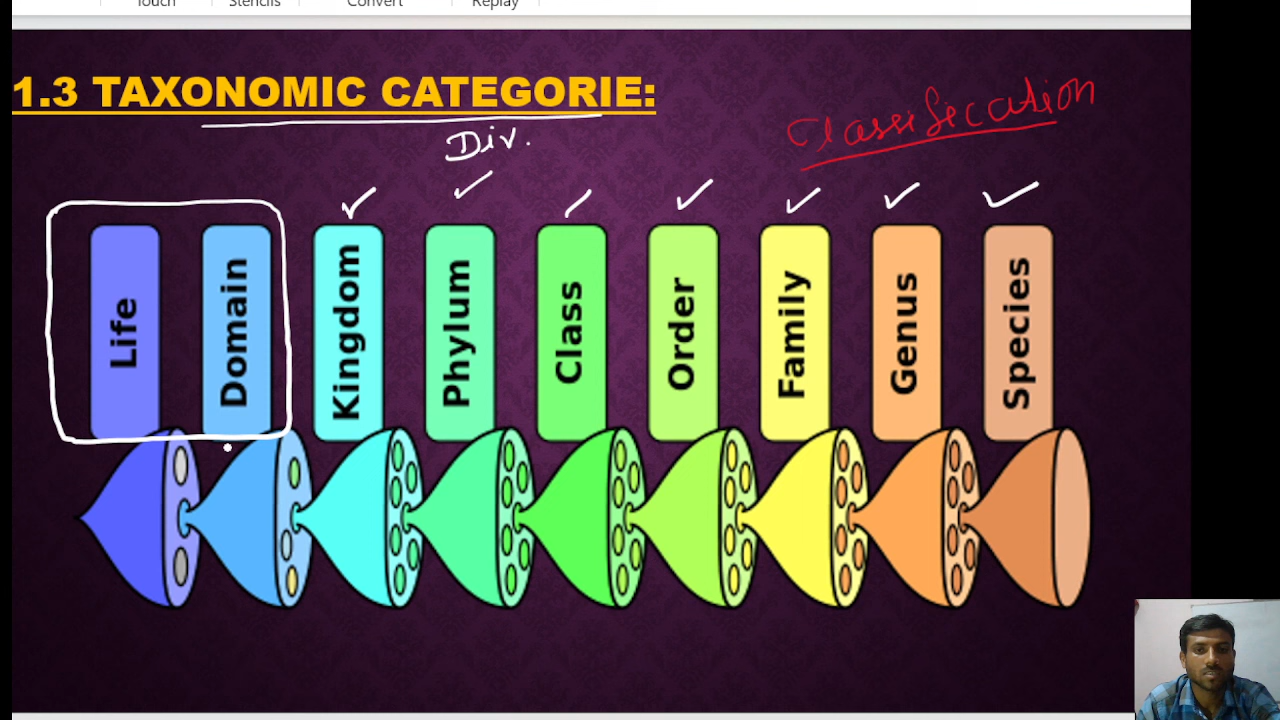 Touch Stencils Convert Replay
1.3 TAXONOMIC CATEGORIE:
Classification
Div.
Life Domain Kingdom Phylum Class Order Family Genus Species